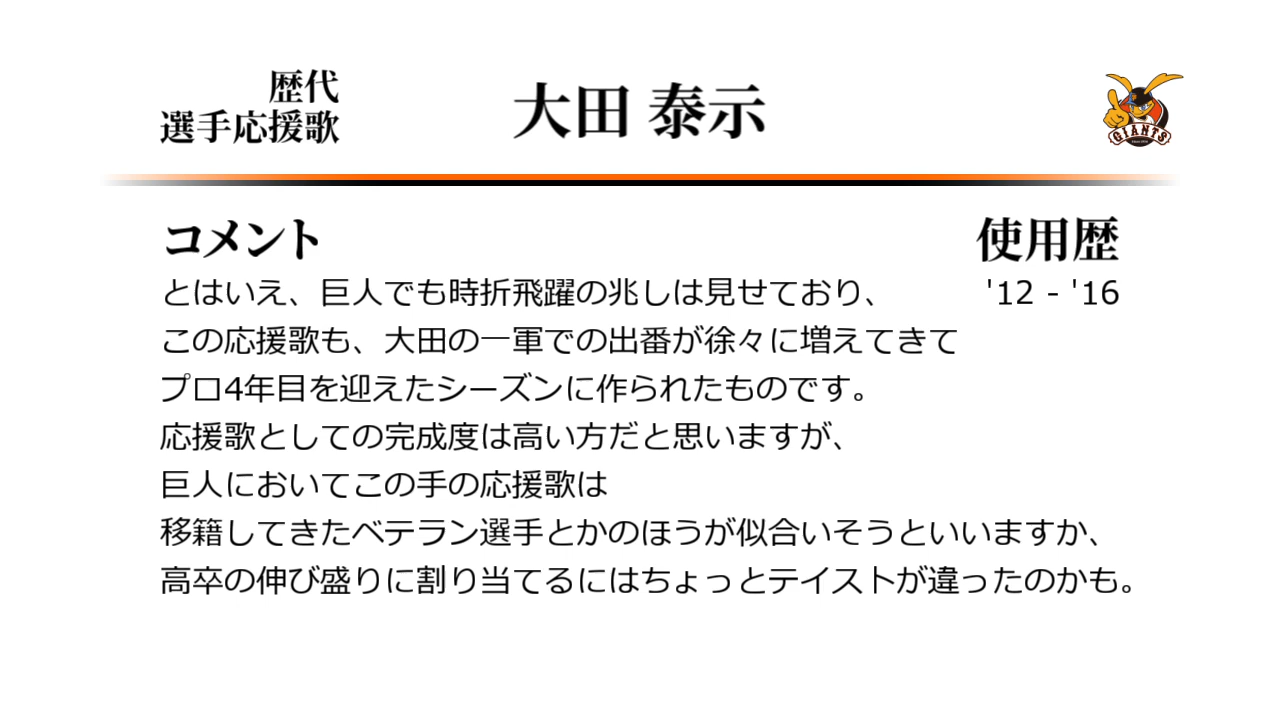 歴代
選手応援歌
大田 泰示
GIANTS
コメント
使用歴
とはいえ、巨人でも時折飛躍の兆しは見せており、
'12 - '16
この応援歌も、大田の一軍での出番が徐々に増えてきて
プロ4年目を迎えたシーズンに作られたものです。
応援歌としての完成度は高い方だと思いますが、
巨人においてこの手の応援歌は
移籍してきたベテラン選手とかのほうが似合いそうといいますか、
高卒の伸び盛りに割り当てるにはちょっとテイストが違ったのかも。